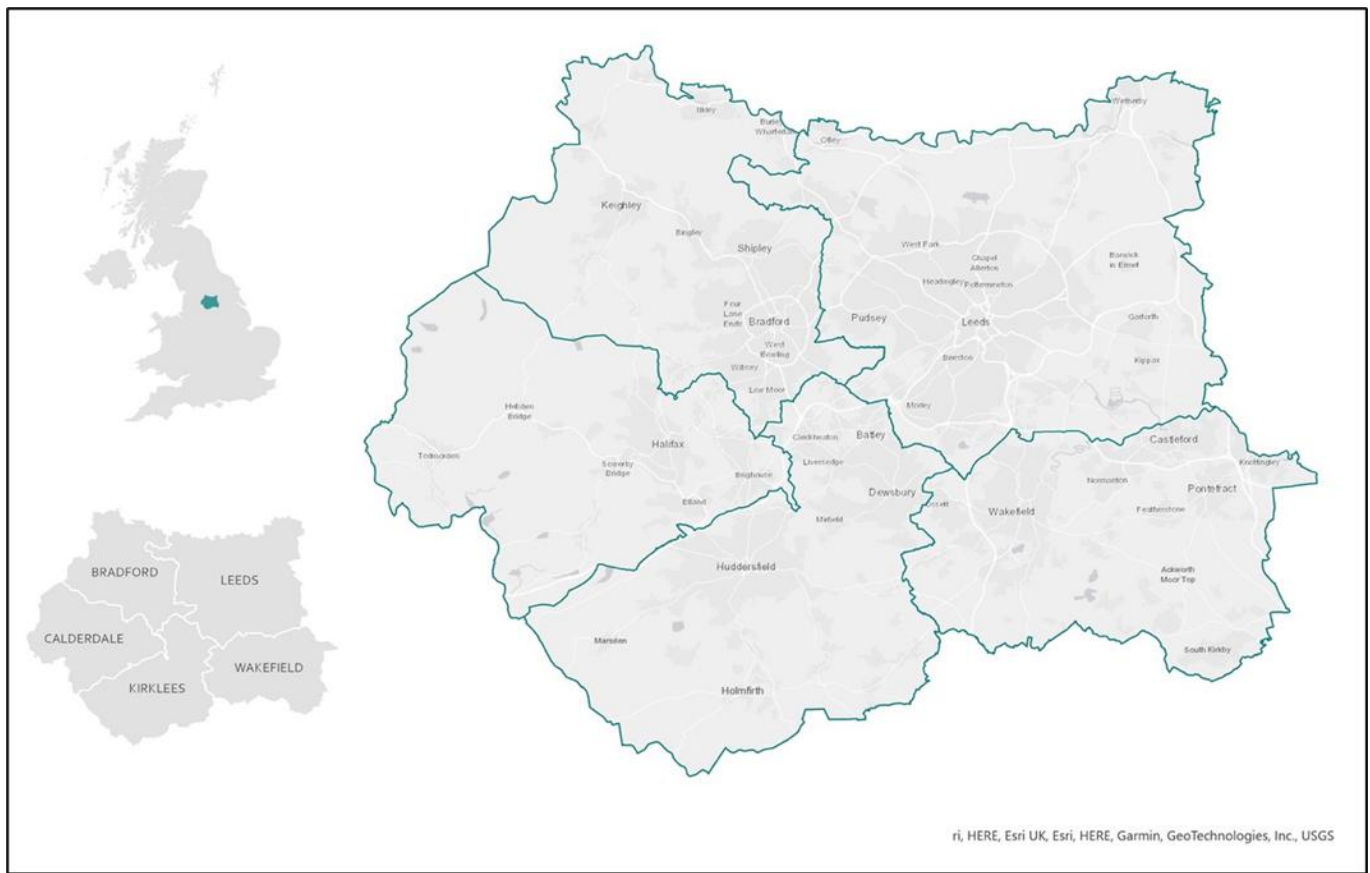 Ilkley
Burley
Wharfedale
Otley
Wetherby
Keighley
Bingley
Shipley
West Park
Chapel
Allerton
Headingley
Potternewton
Barwick
in Elmet
Four
Lane
Ends
Bradford
West
Bowling
Wibsey
Low Moor
Pudsey
Leeds
Beeston
Garforth
Kippax
Morley
Hebden
Bridge
Todmorden
Halifax
Sowerby
Bridge
Brighouse
Elland
Cleckheaton
Batley
Liversedge
Dewsbury
Mirfield
Castleford
Knottingley
Normanton
Pontefract
Ossett
Wakefield
Featherstone
Ackworth
Moor Top
South Kirkby
Huddersfield
Marsden
Holmfirth
BRADFORD
LEEDS
CALDERDALE
WAKEFIELD
KIRKLEES
ri, HERE, Esri UK, Esri, HERE, Garmin, GeoTechnologies, Inc., USGS